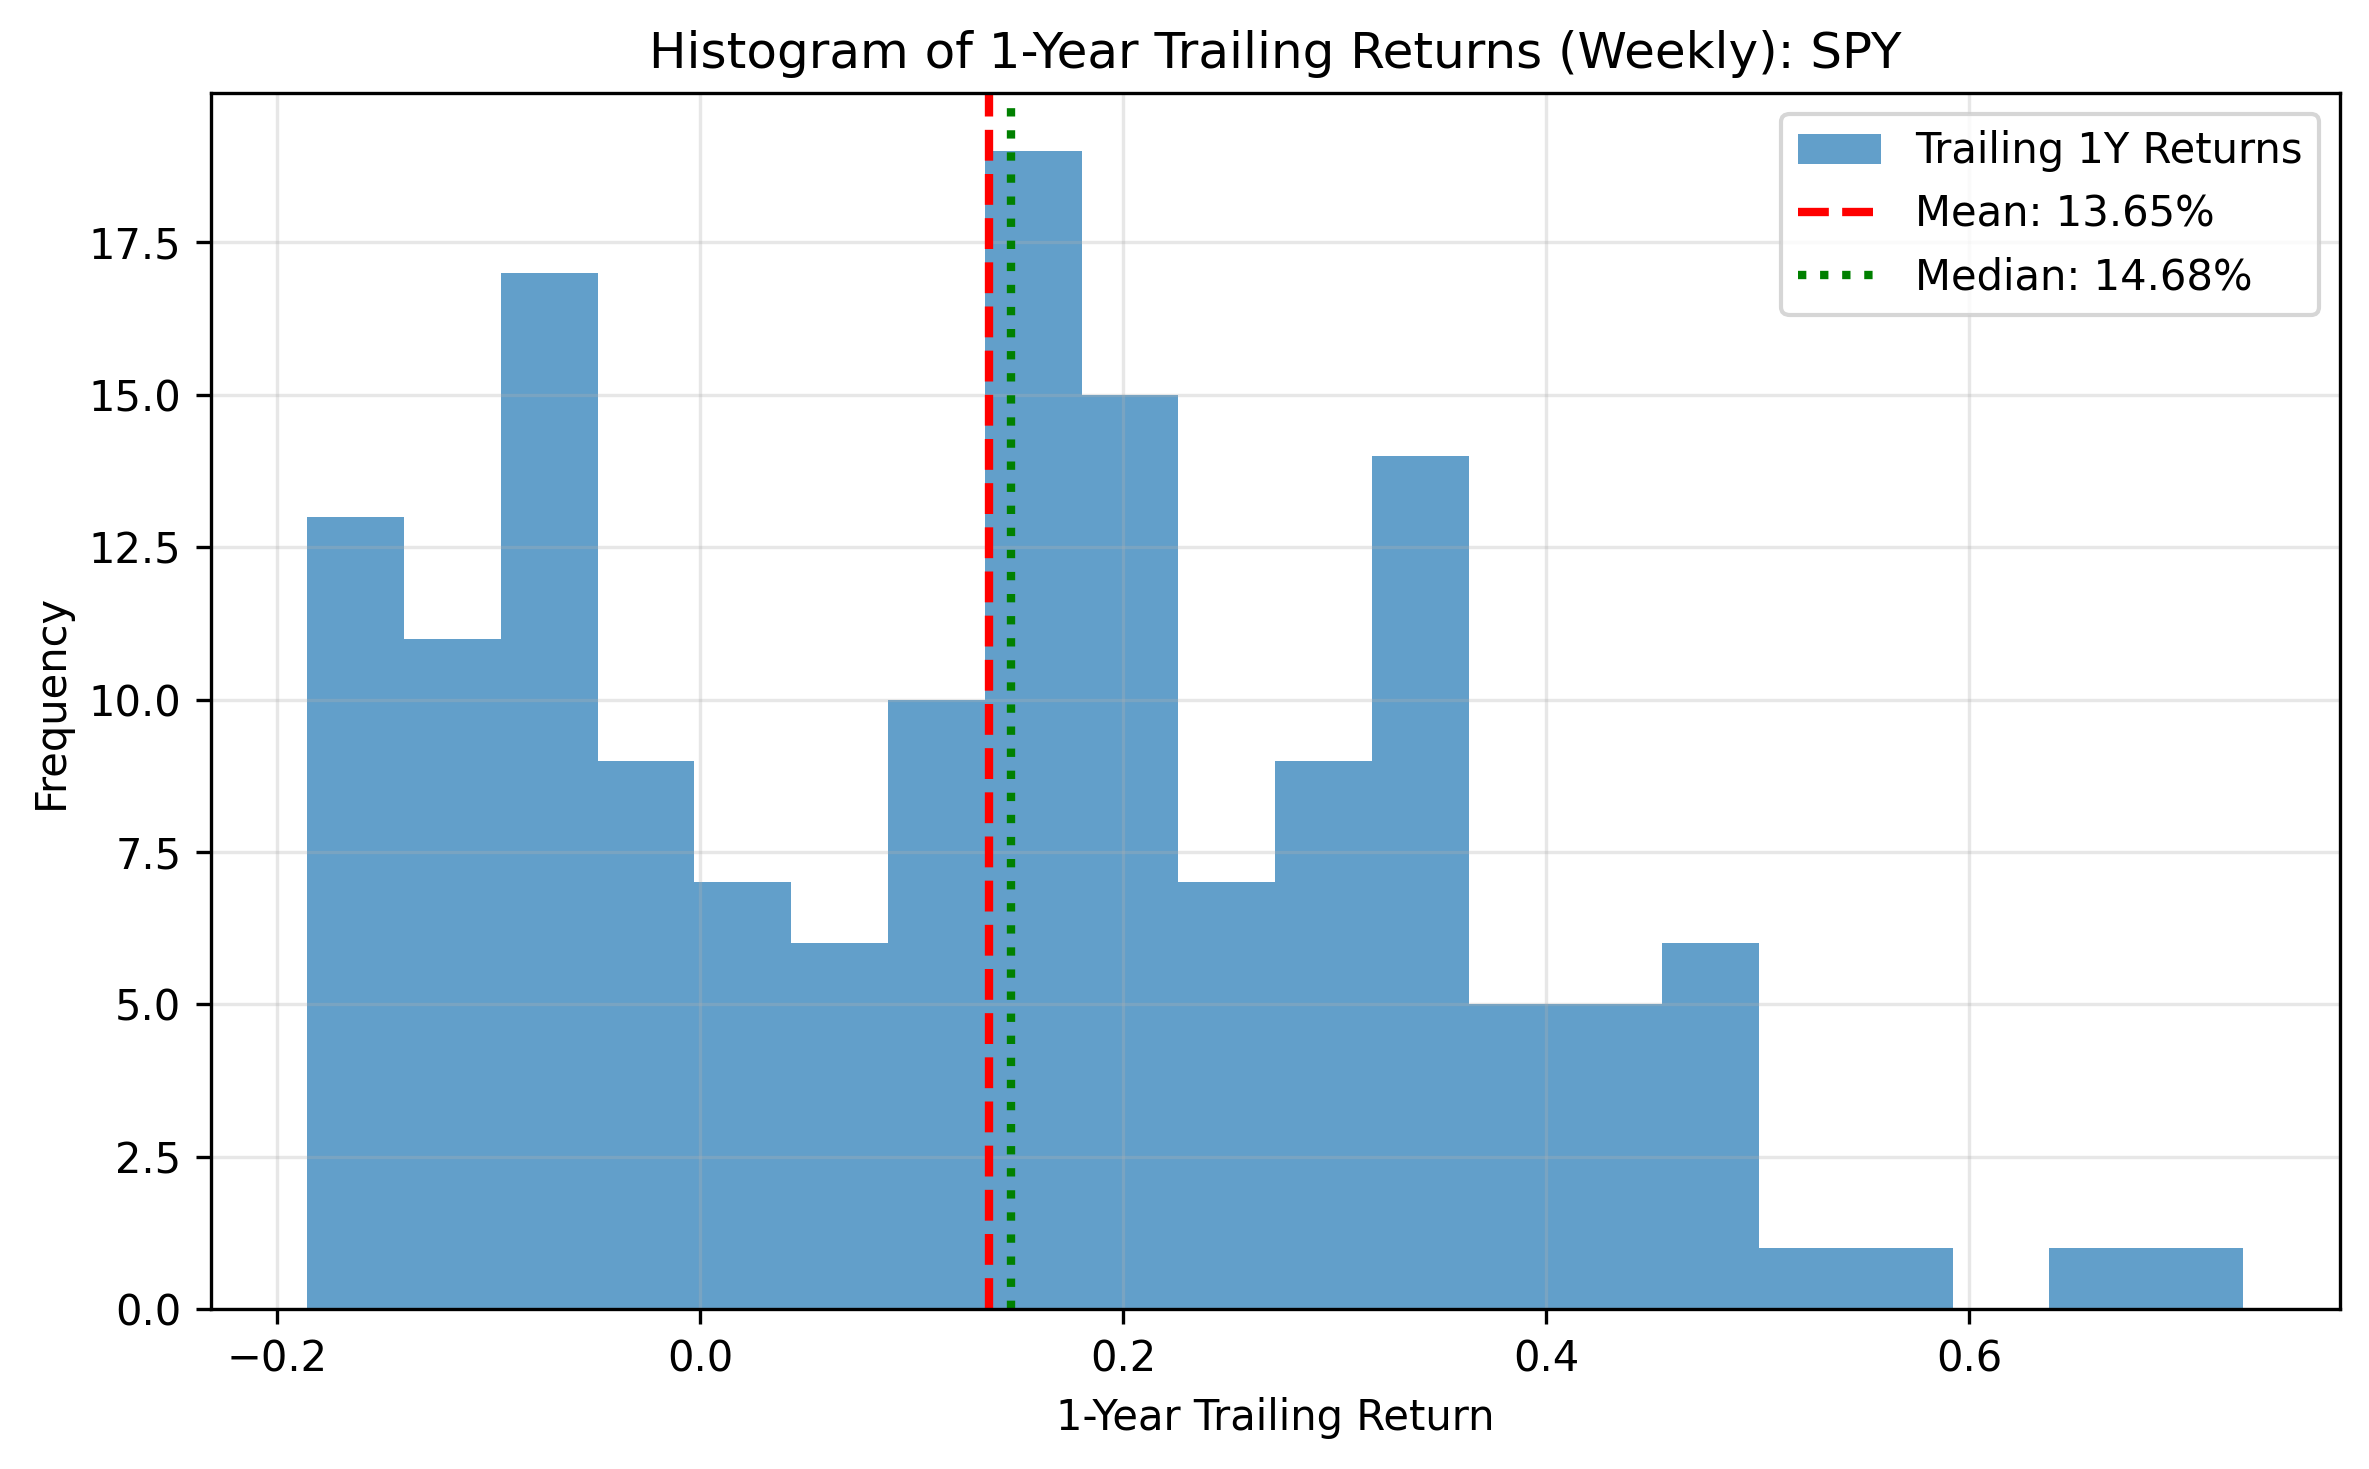 Histogram of 1-Year Trailing Returns (Weekly): SPY
Trailing 1Y Returns
Mean: 13.65%
Median: 14.68%
17.5
15.0
12.5
10.0
7.5
5.0
2.5
0.0
Frequency
−0.2
0.0
0.2
0.4
0.6
1-Year Trailing Return